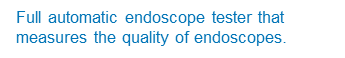 Full automatic endoscope tester that
measures the quality of endoscopes.